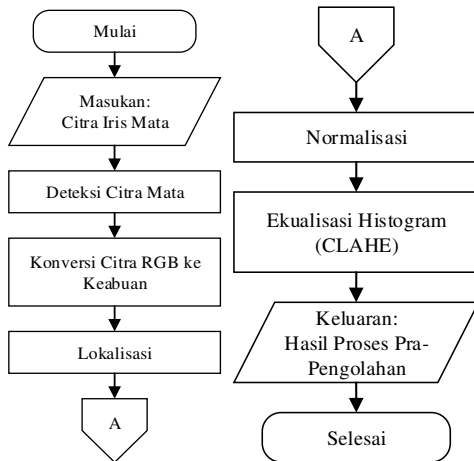 Mulai
Masukan:
Citra Iris Mata
Deteksi Citra Mata
Konversi Citra RGB ke
Keabuan
Lokalisasi
A
A
Normalisasi
Ekualisasi Histogram
(CLAHE)
Keluaran:
Hasil Proses Pra-
Pengolahan
Selesai